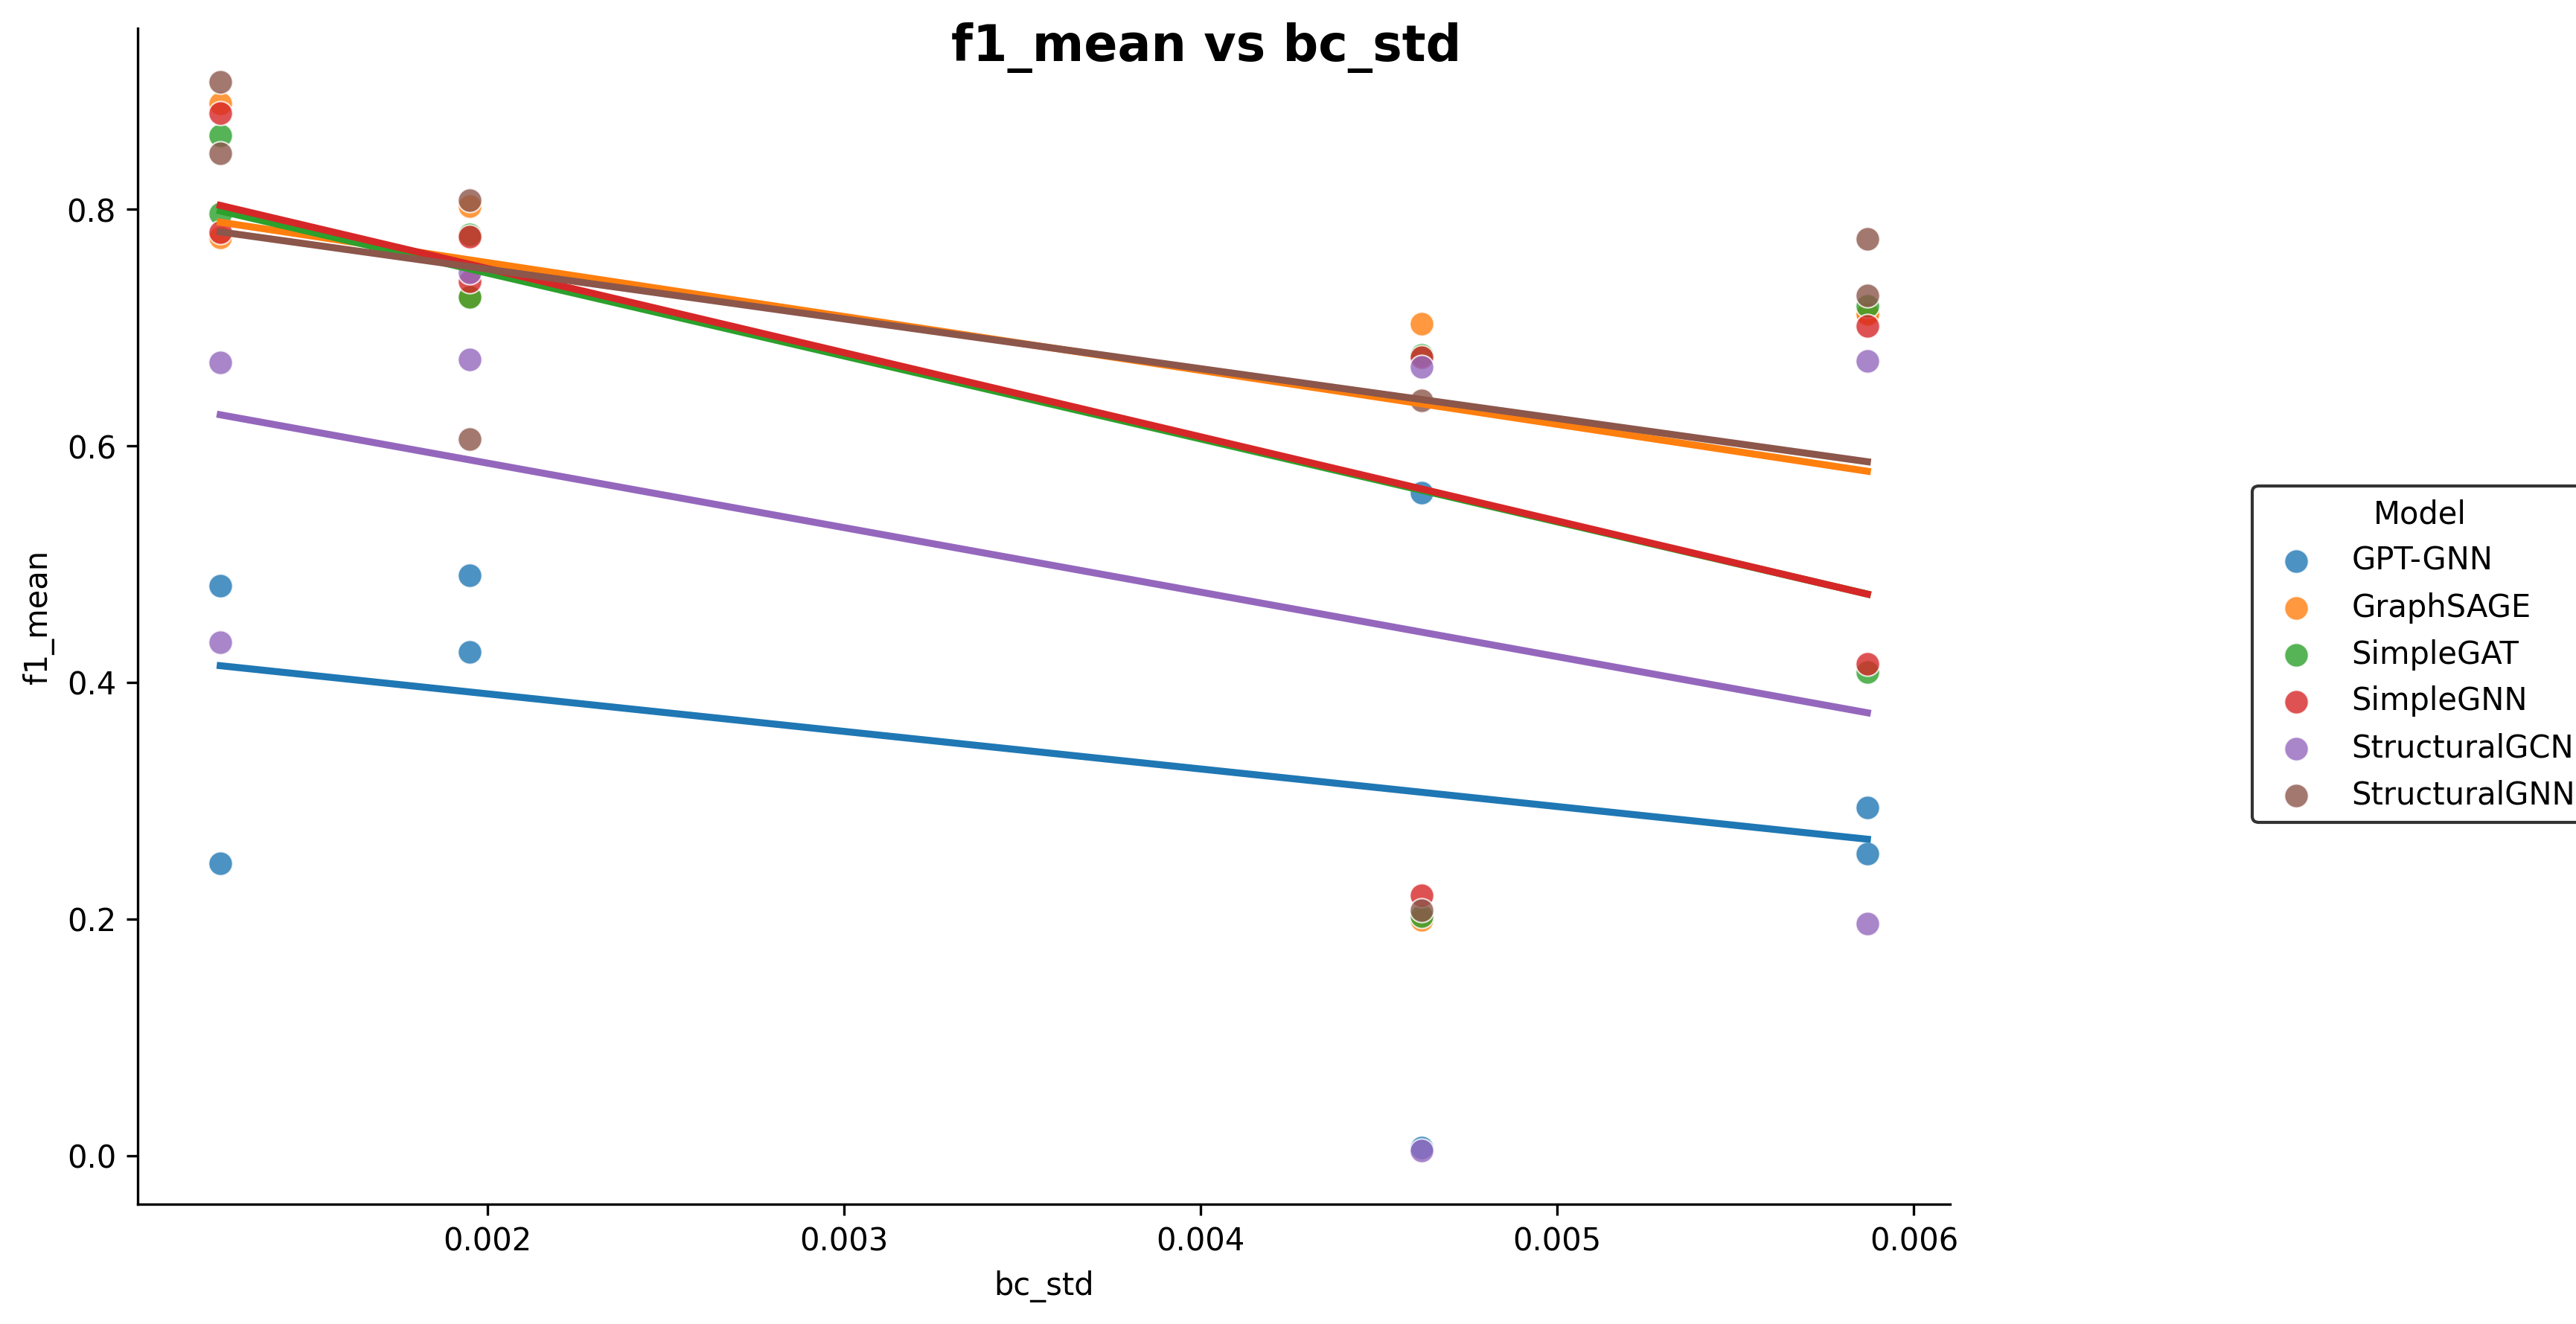 f1_mean vs bc_std
f1_mean
0.8
0.6
0.4
0.2
0.0
0.002
0.003
0.004
0.005
0.006
bc_std
Model
GPT-GNN
GraphSAGE
SimpleGAT
SimpleGNN
StructuralGCN
StructuralGNN